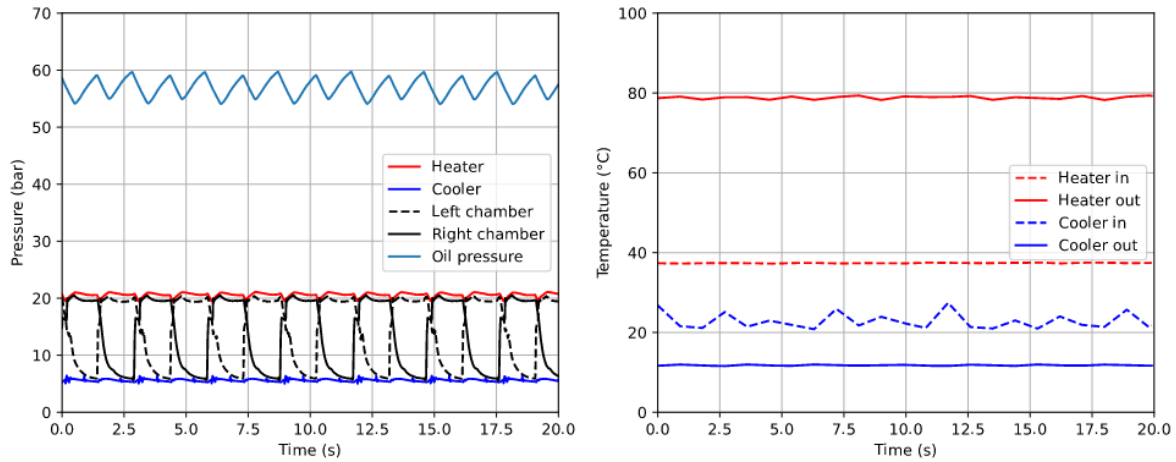 70
60
50
40
30
20
10
0
Pressure (bar)
Heater
Cooler
Left chamber
Right chamber
Oil pressure
0.0 2.5 5.0 7.5 10.0 12.5 15.0 17.5 20.0
Time (s)
100
80
60
40
20
0
Temperature (°C)
Heater in
Heater out
Cooler in
Cooler out
0.0 2.5 5.0 7.5 10.0 12.5 15.0 17.5 20.0
Time (s)